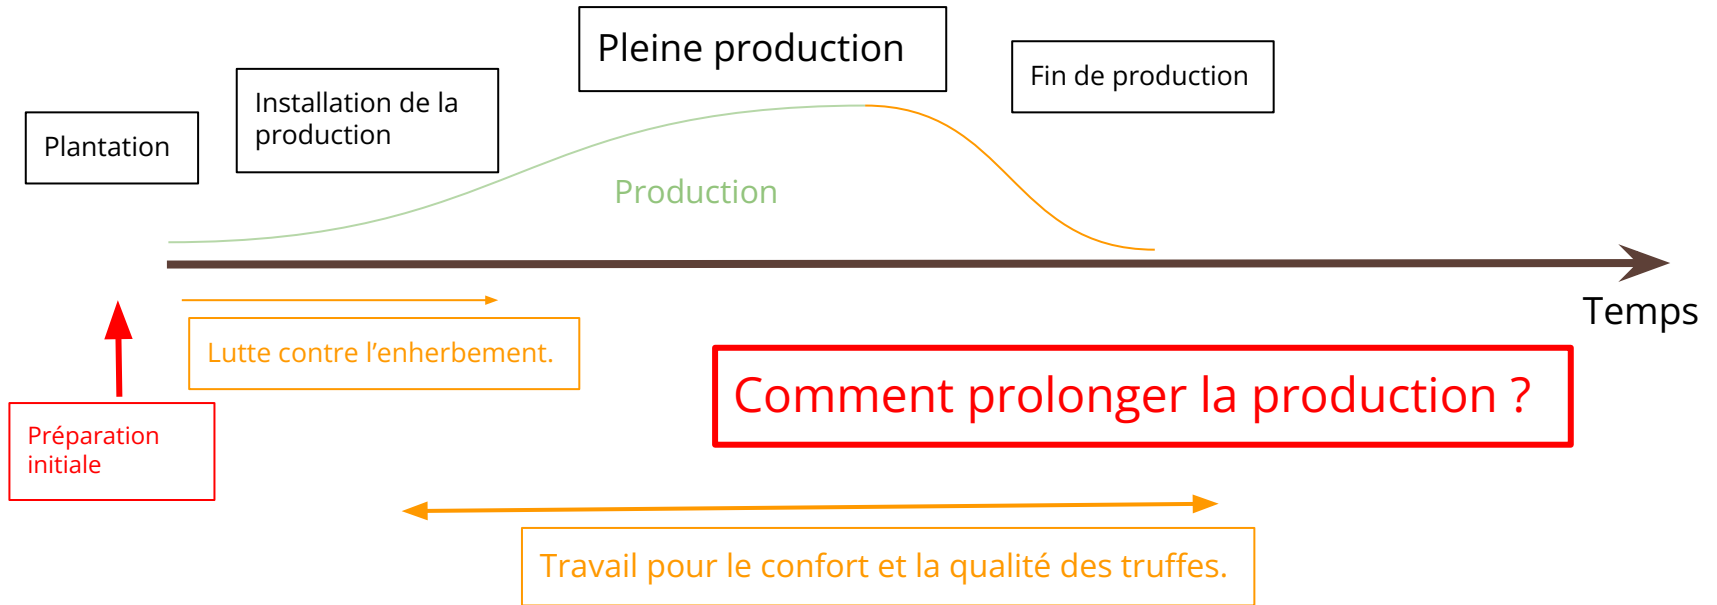 Pleine production
Fin de production
Installation de la
production
Plantation
Production
Temps
Lutte contre l’enherbement.
Comment prolonger la production ?
Préparation
initiale
Travail pour le confort et la qualité des truffes.